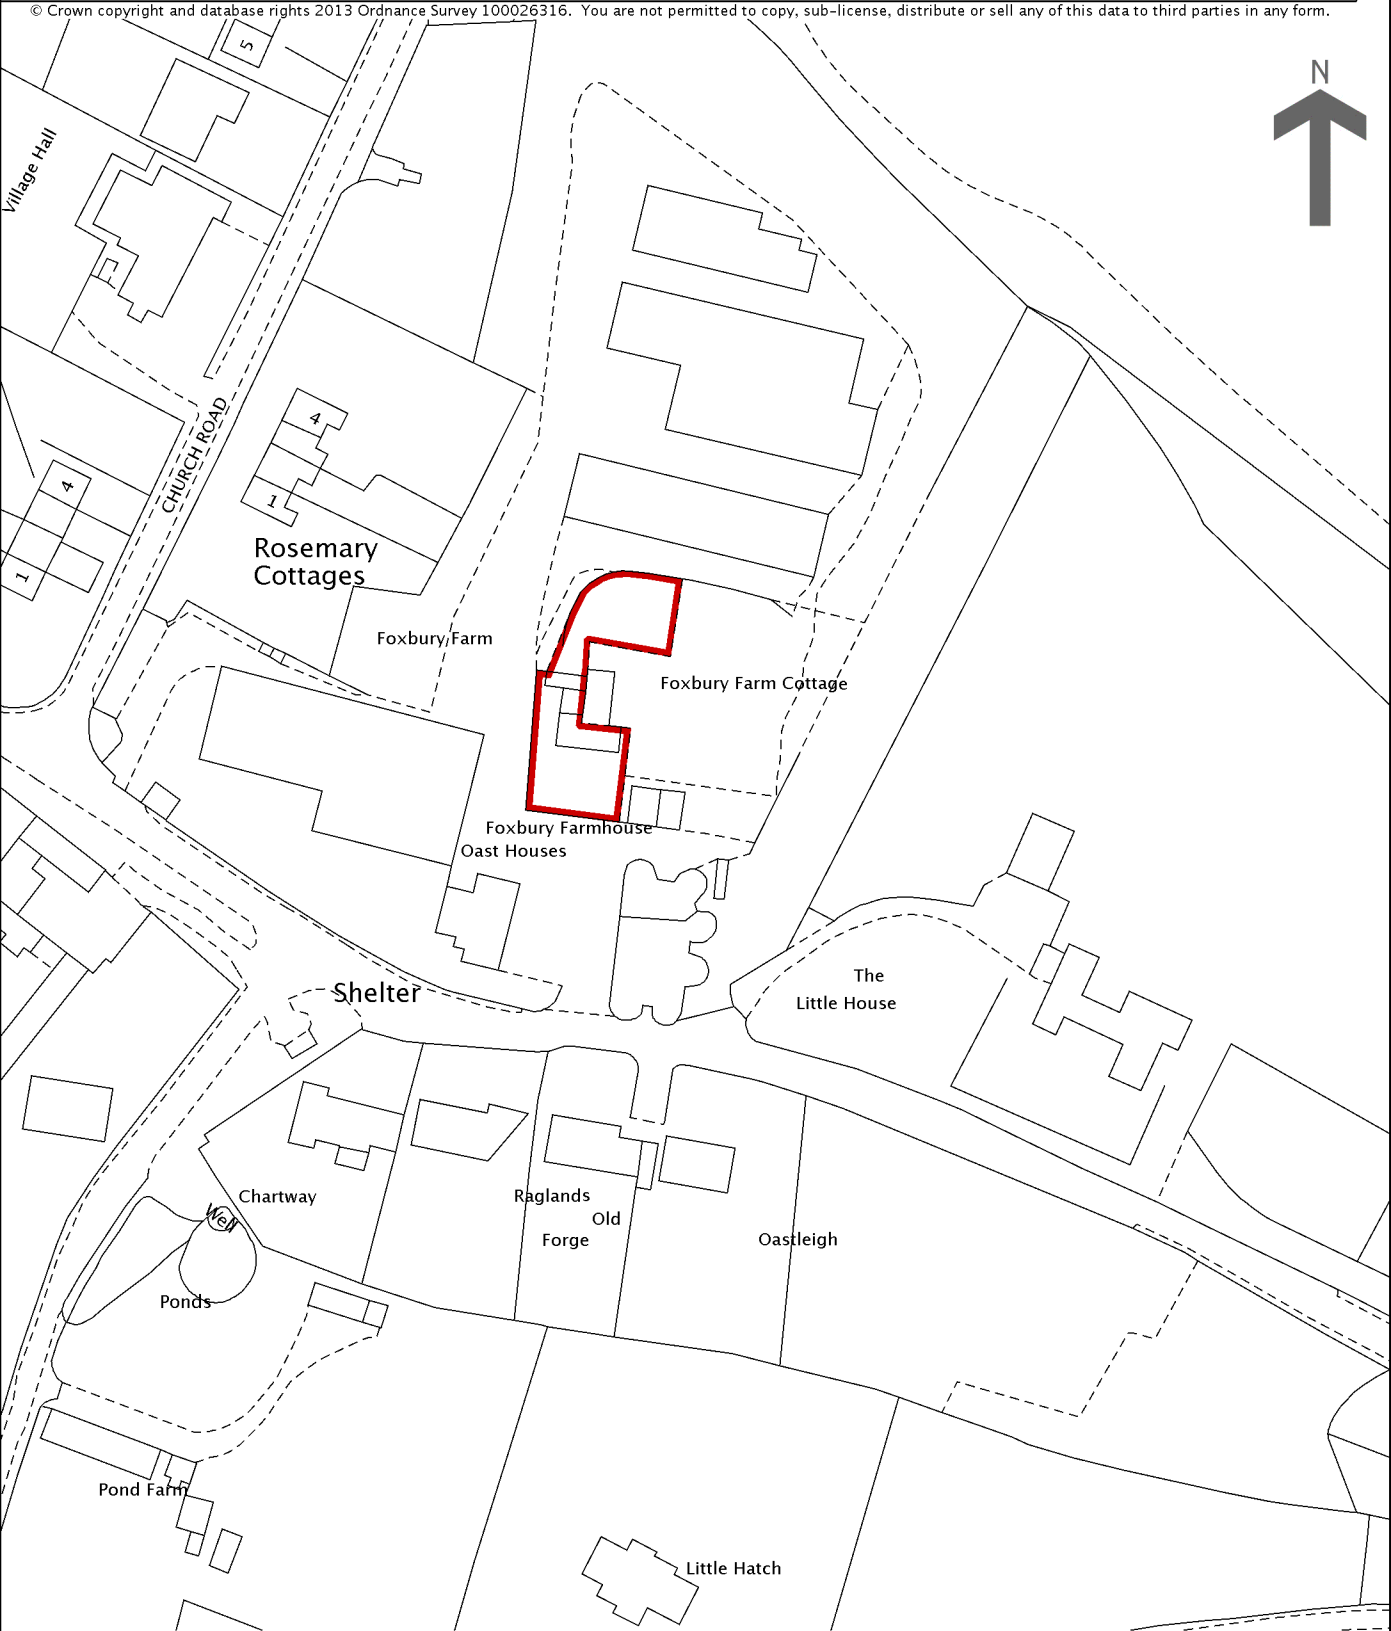 © Crown copyright and database rights 2013 Ordnance Survey 100026316. You are not permitted to copy, sub-license, distribute or sell any of this data to third parties in any form.
5
N
Village Hall
CHURCH ROAD
4
1
4
1
Rosemary
Cottages
Foxbury Farm
Foxbury Farm Cottage
Foxbury Farmhouse
Oast Houses
Shelter
The
Little House
Chartway
Well
Raglands
Old
Forge
Oastleigh
Ponds
Pond Farm
Little Hatch